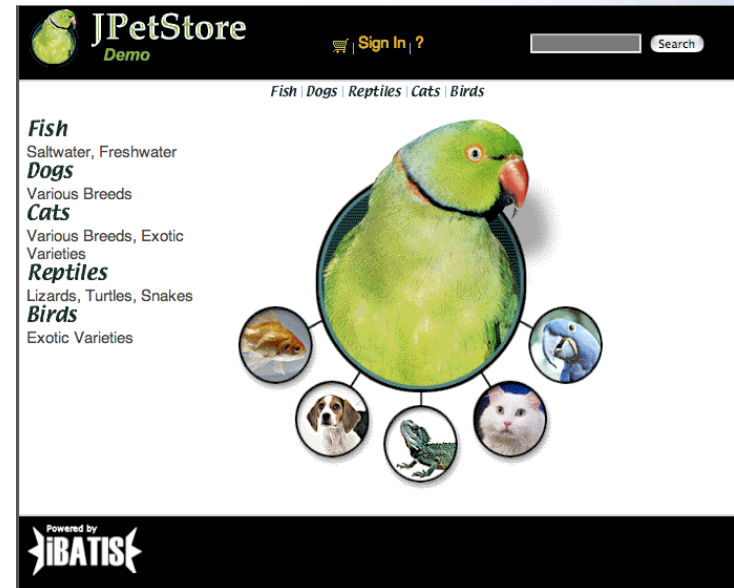 JPetStore
Demo
| Sign In | ?
Search
Fish | Dogs | Reptiles | Cats | Birds
Fish
Saltwater, Freshwater
Dogs
Various Breeds
Cats
Various Breeds, Exotic
Varieties
Reptiles
Lizards, Turtles, Snakes
Birds
Exotic Varieties
Powered by
iBATIS